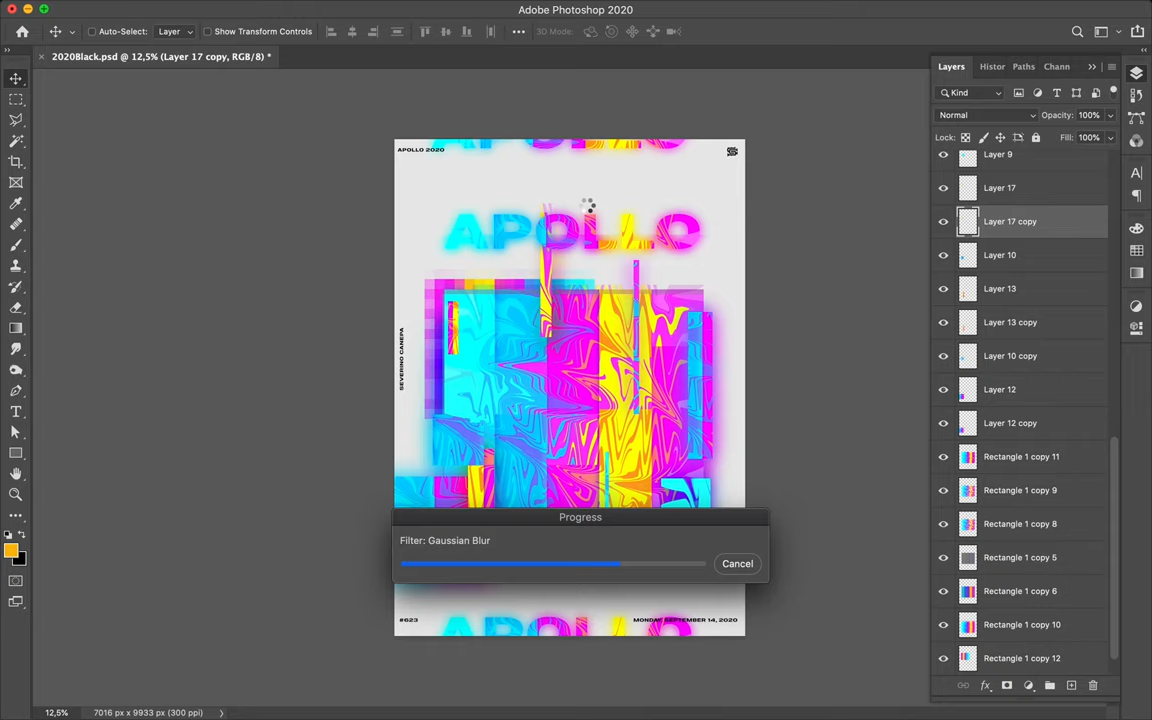 Adobe Photoshop 2020
Auto-Select:
Layer
Show Transform Controls
3D Mode:
2020Black.psd @ 12,5% (Layer 17 copy, RGB/8) *
Layers
Histor
Paths
Chann
Kind
Normal
Opacity: 100%
Lock:
Fill: 100%
Layer 9
Layer 17
Layer 17 copy
Layer 10
Layer 13
Layer 13 copy
Layer 10 copy
Layer 12
Layer 12 copy
Rectangle 1 copy 11
Rectangle 1 copy 9
Rectangle 1 copy 8
Rectangle 1 copy 5
Rectangle 1 copy 6
Rectangle 1 copy 10
Rectangle 1 copy 12
APOLLO
APOLLO 2020
APOLLO
SEVERINO CANEPA
Progress
Filter: Gaussian Blur
Cancel
#623
MONDAY, SEPTEMBER 14, 2020
APOLLO
12,5%
7016 px x 9933 px (300 ppi)